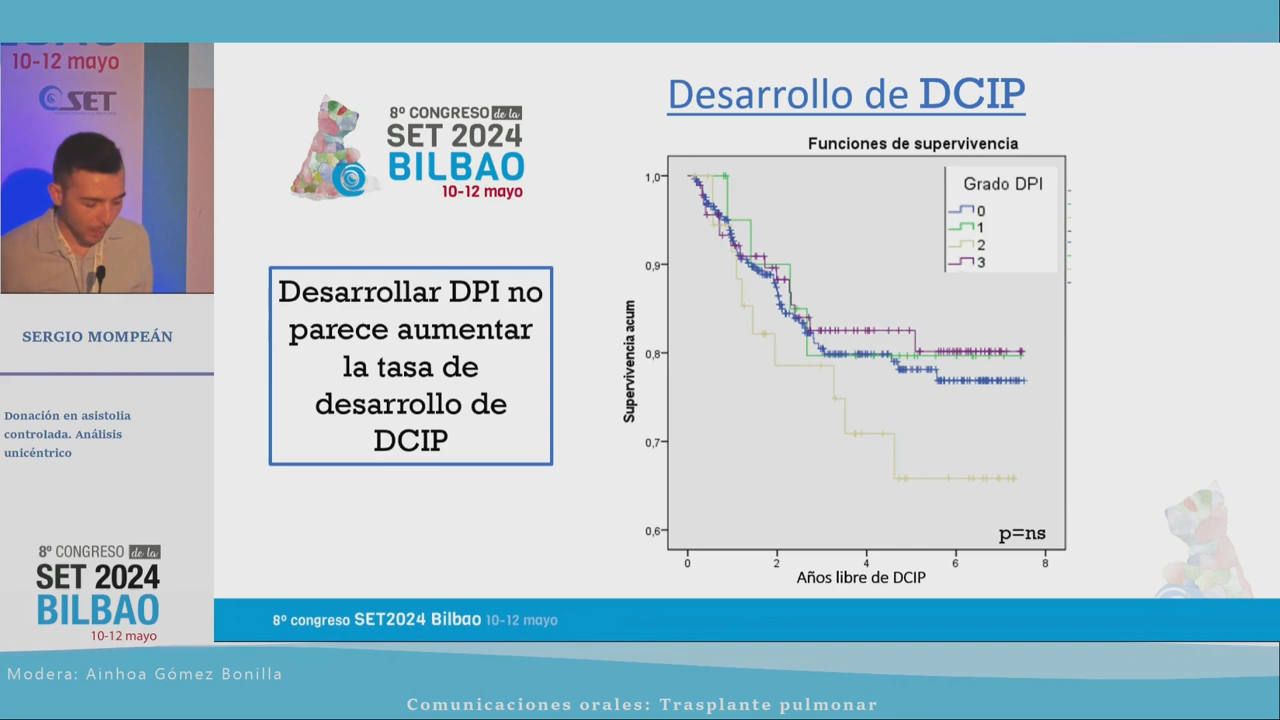 10-12 mayo
SET
SERGIO MOMPEÁN
Donación en asistolia
controlada. Análisis
unicéntrico
8º CONGRESO de la
SET 2024
BILBAO
10-12 mayo
8º CONGRESO de la
SET 2024
BILBAO
10-12 mayo
Desarrollar DPI no
parece aumentar
la tasa de
desarrollo de
DCIP
Desarrollo de DCIP
Funciones de supervivencia
Grado DPI
0
1
2
3
Supervivencia acum
1,0
0,9
0,8
0,7
0,6
p=ns
0 2 4 6 8
Años libre de DCIP
8º congreso SET2024 Bilbao 10-12 mayo
Modera: Ainhoa Gómez Bonilla
Comunicaciones orales: Trasplante pulmonar